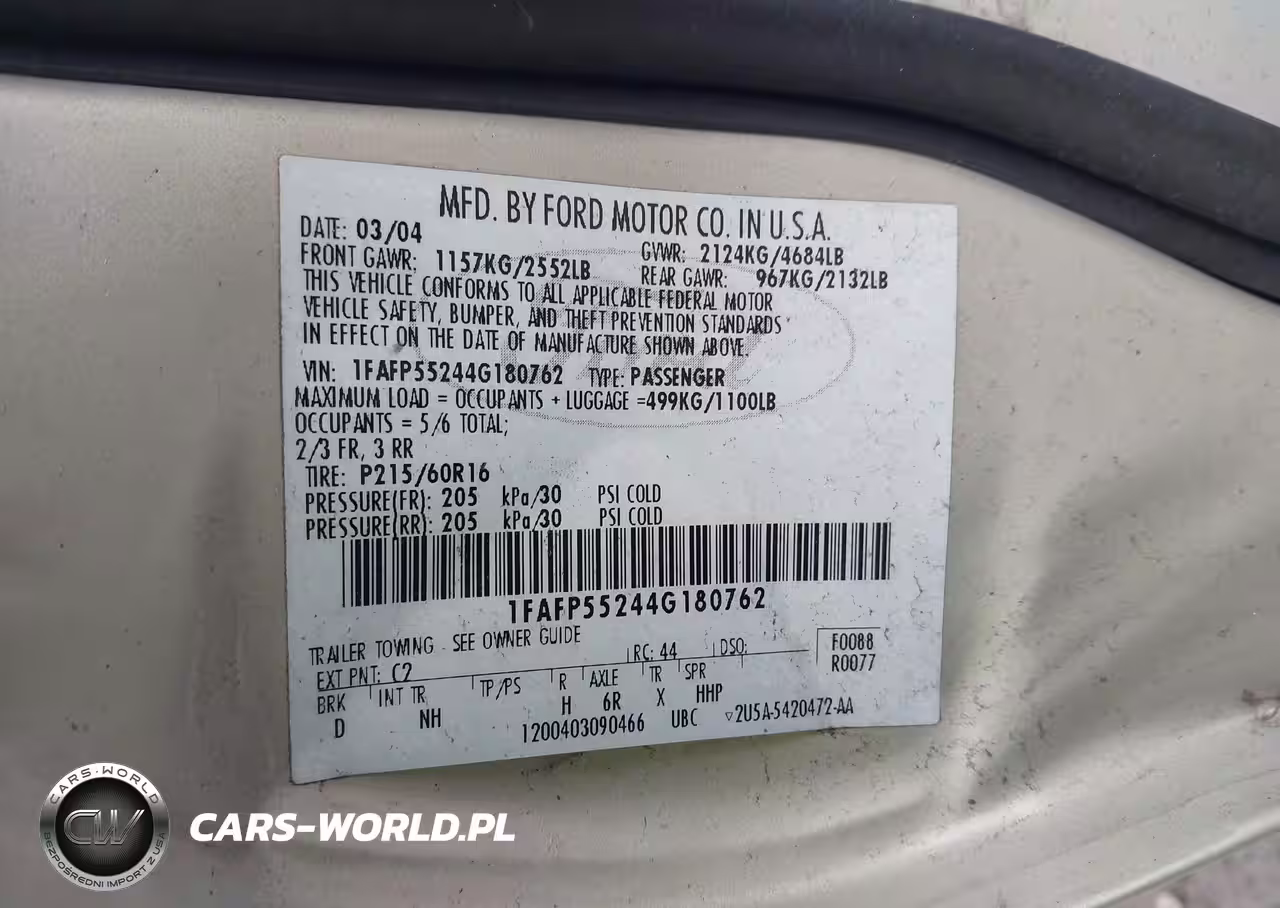 MFD. BY FORD MOTOR CO. IN U.S.A.
DATE: 03/04 GVWR: 2124KG/4684LB
FRONT GAWR: 1157KG/2552LB REAR GAWR: 967KG/2132LB
THIS VEHICLE CONFORMS TO ALL APPLICABLE FEDERAL MOTOR
VEHICLE SAFETY, BUMPER, AND THEFT PREVENTION STANDARDS
IN EFFECT ON THE DATE OF MANUFACTURE SHOWN ABOVE.
VIN: 1FAFP55244G180762 TYPE: PASSENGER
MAXIMUM LOAD = OCCUPANTS + LUGGAGE =499KG/1100LB
OCCUPANTS = 5/6 TOTAL;
2/3 FR, 3 RR
TIRE: P215/60R16
PRESSURE(FR): 205 kPa/30 PSI COLD
PRESSURE(RR): 205 kPa/30 PSI COLD
1FAFP55244G180762
TRAILER TOWING - SEE OWNER GUIDE
EXT PNT: C2 RC: 44 DSO: F0088
R0077
BRK INT TR TP/PS R AXLE TR SPR
D NH H 6R X HHP
1200403090466 UBC ▽2U5A-5420472-AA
CARS-WORLD
CW
BEZPOŚREDNI IMPORT Z USA
CARS-WORLD.PL